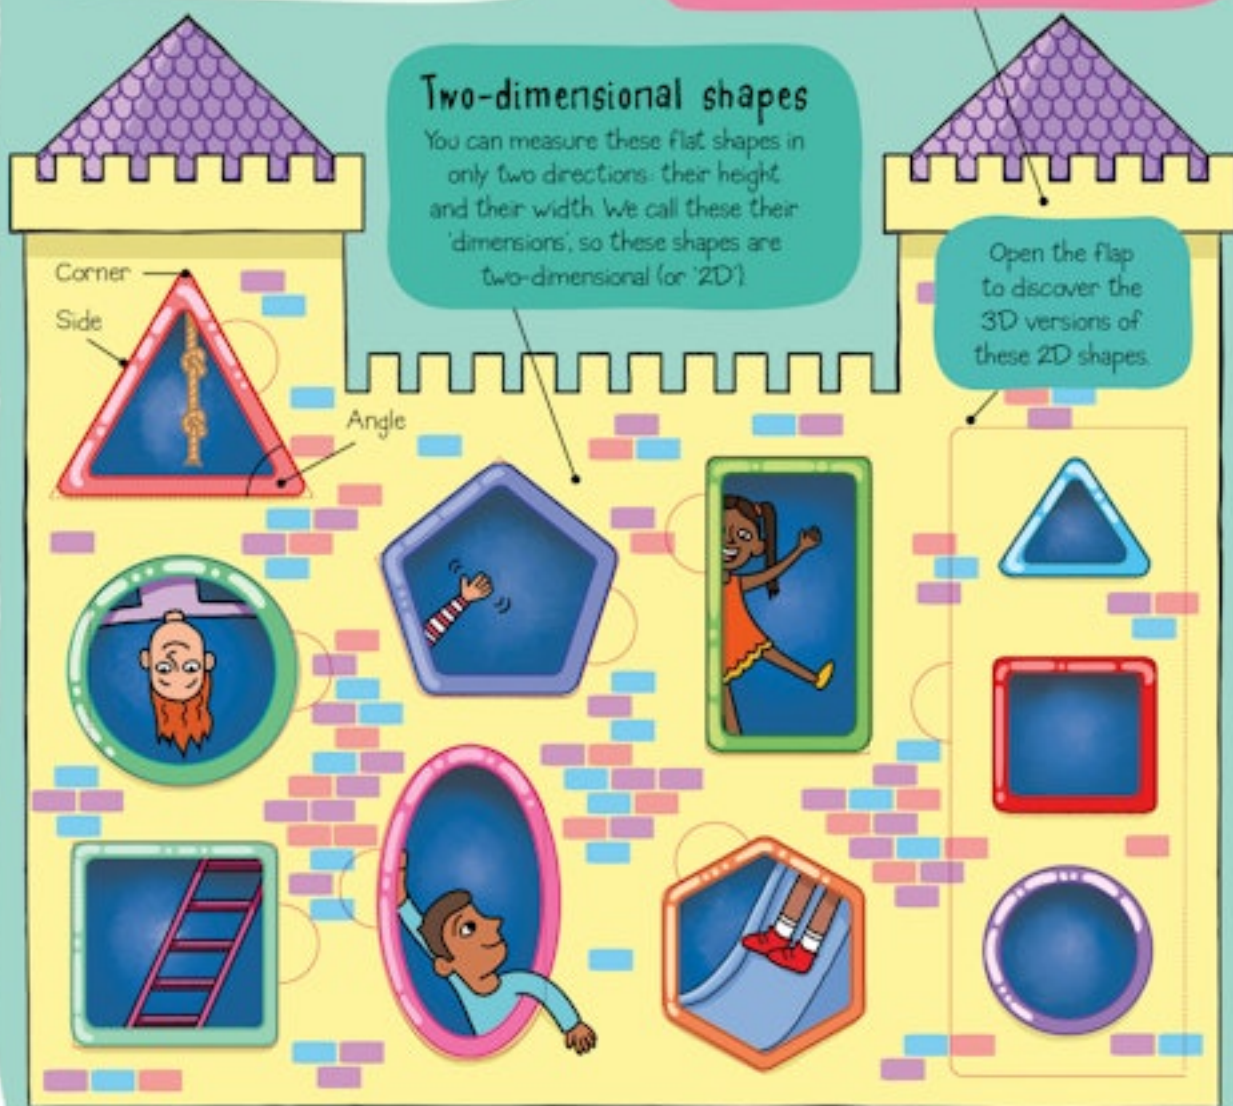 Two-dimensional shapes
You can measure these flat shapes in
only two directions: their height
and their width. We call these their
'dimensions', so these shapes are
two-dimensional (or '2D').
Open the flap
to discover the
3D versions of
these 2D shapes.
Corner
Side
Angle